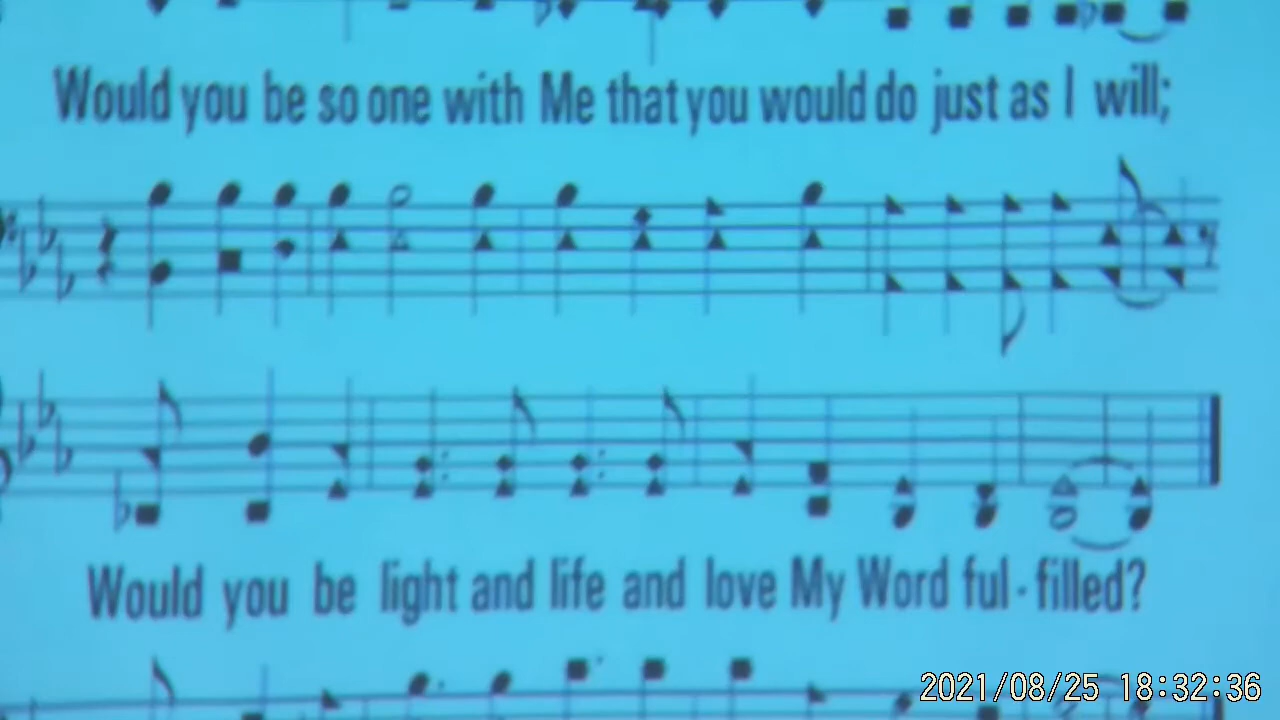 Would you be so one with Me that you would do just as I will;
Would you be light and life and love My Word ful-filled?
2021/08/25 18:32:36